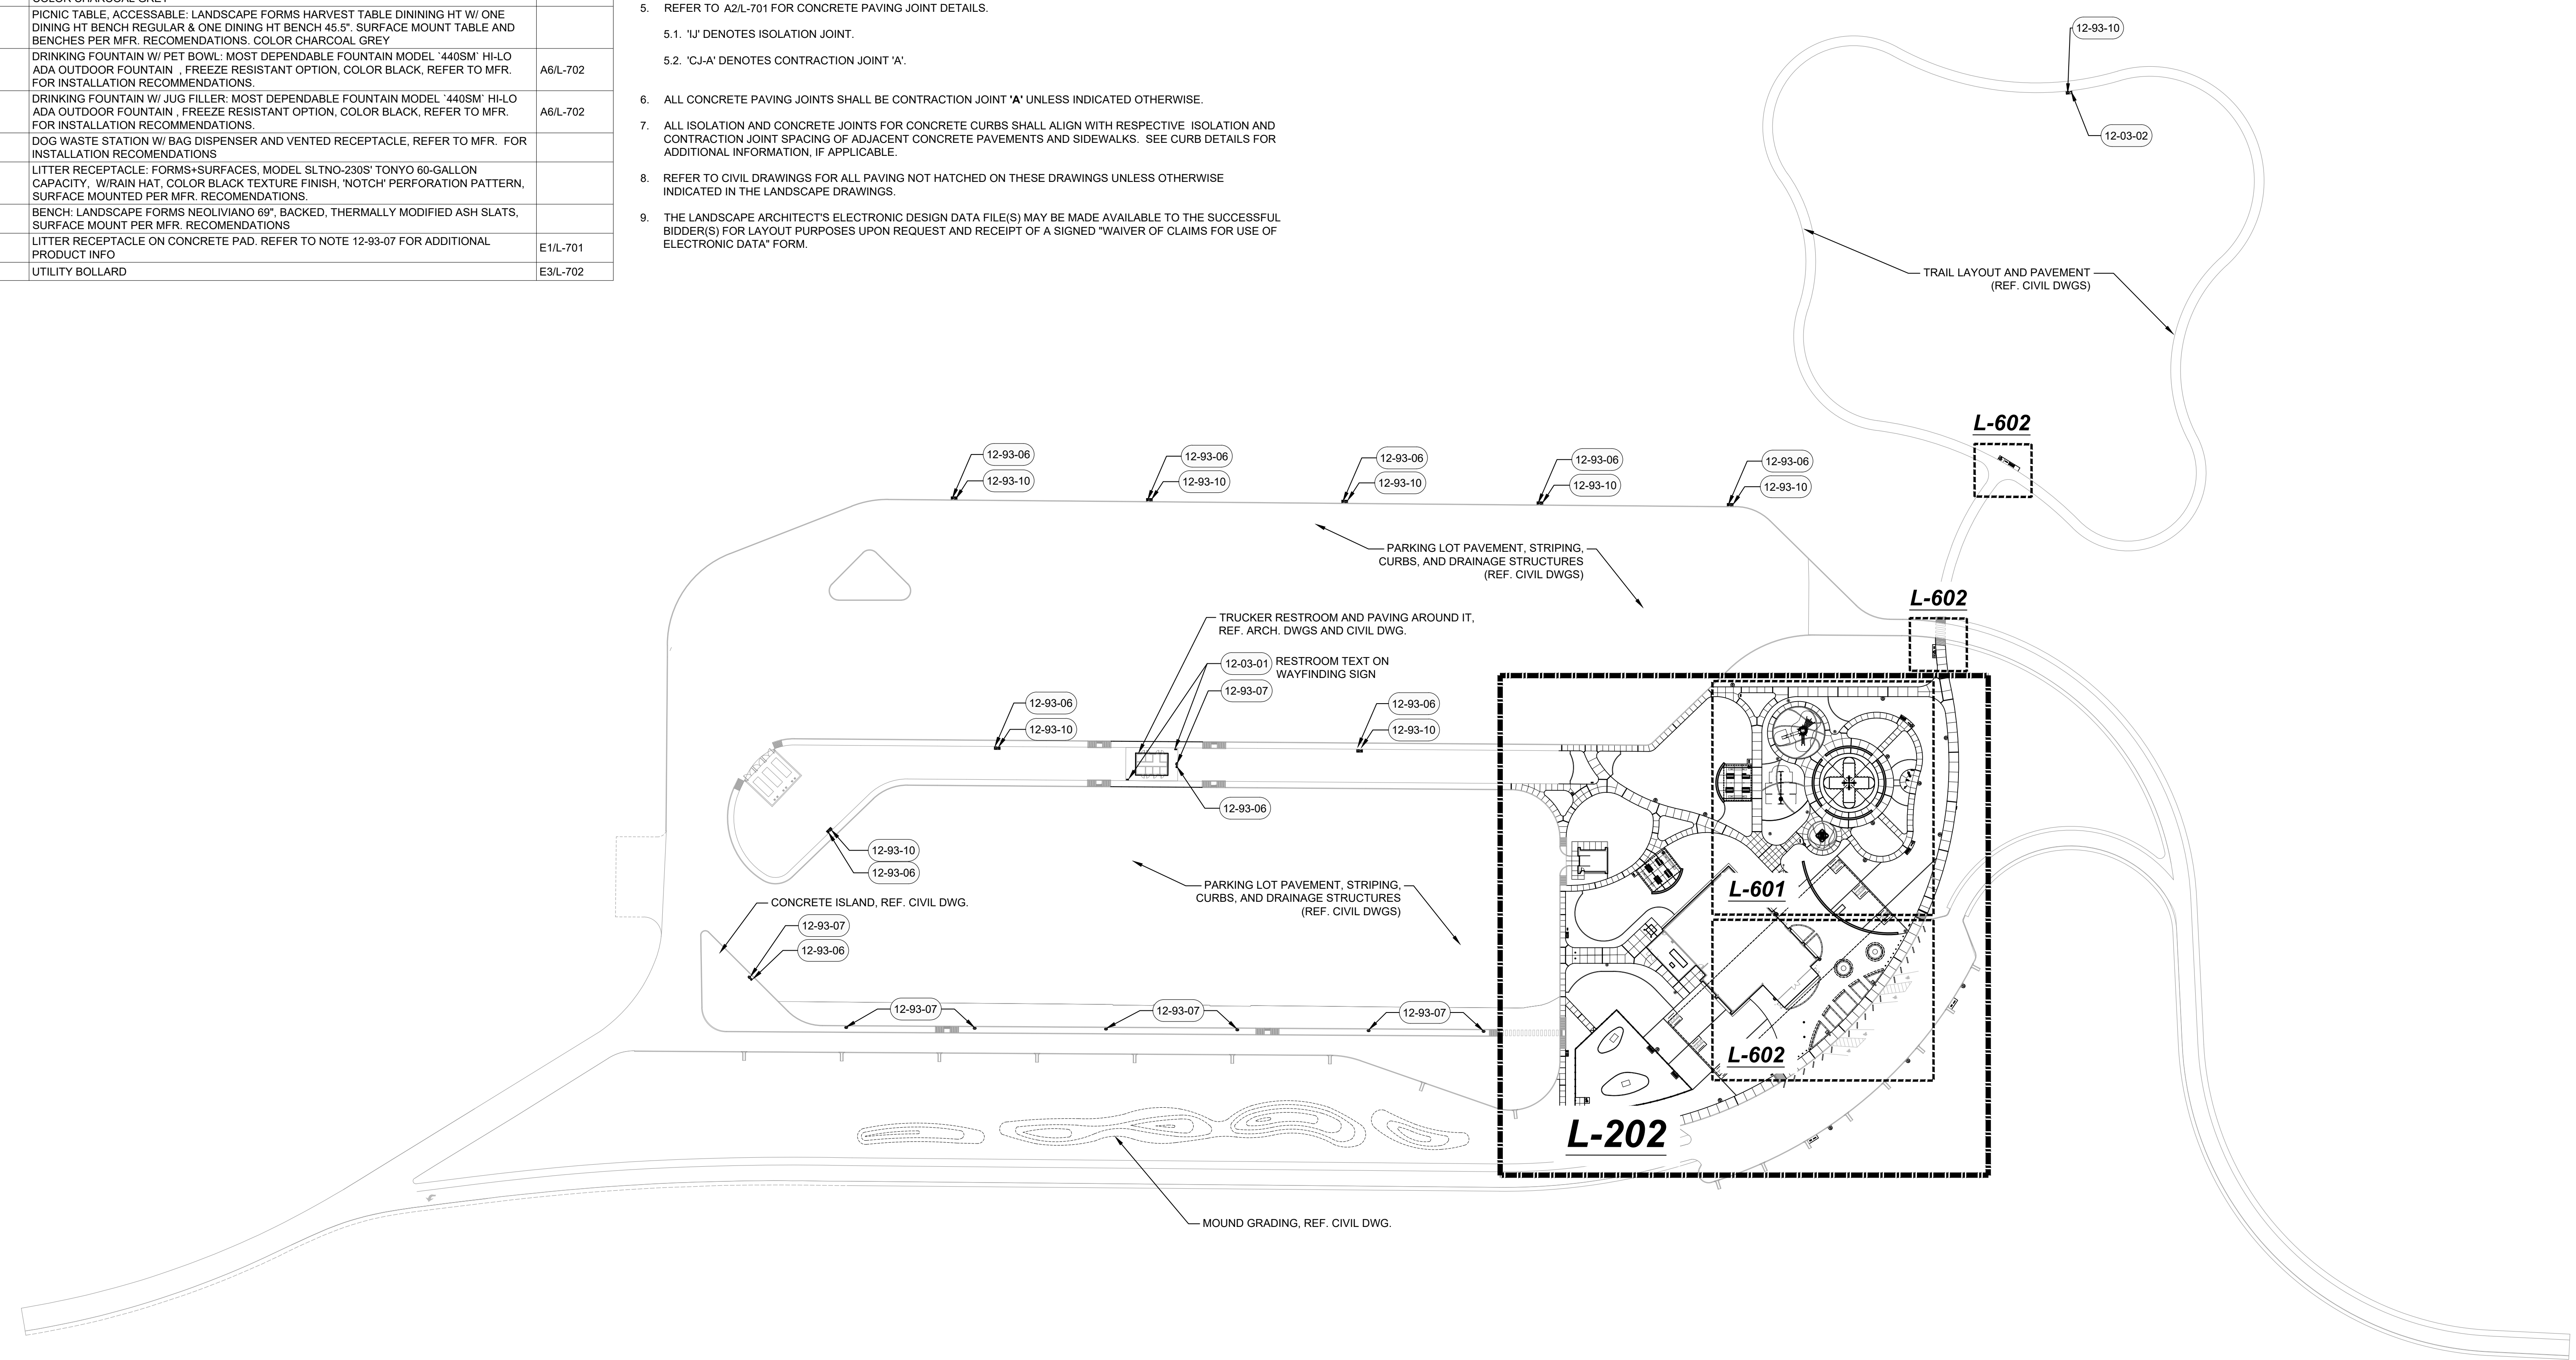 COLOR CHARCOAL GREY
PICNIC TABLE, ACCESSABLE: LANDSCAPE FORMS HARVEST TABLE DINNING HT W/ ONE
DINING HT BENCH REGULAR & ONE DINING HT BENCH 45.5". SURFACE MOUNT TABLE AND
BENCHES PER MFR. RECOMENDATIONS. COLOR CHARCOAL GREY
DRINKING FOUNTAIN W/ PET BOWL: MOST DEPENDABLE FOUNTAIN MODEL `440SM` HI-LO
ADA OUTDOOR FOUNTAIN , FREEZE RESISTANT OPTION, COLOR BLACK, REFER TO MFR.
FOR INSTALLATION RECOMMENDATIONS.
A6/L-702
DRINKING FOUNTAIN W/ JUG FILLER: MOST DEPENDABLE FOUNTAIN MODEL `440SM` HI-LO
ADA OUTDOOR FOUNTAIN , FREEZE RESISTANT OPTION, COLOR BLACK, REFER TO MFR.
FOR INSTALLATION RECOMMENDATIONS.
A6/L-702
DOG WASTE STATION W/ BAG DISPENSER AND VENTED RECEPTACLE, REFER TO MFR. FOR
INSTALLATION RECOMENDATIONS
LITTER RECEPTACLE: FORMS+SURFACES, MODEL SLTNO-230S' TONYO 60-GALLON
CAPACITY, W/RAIN HAT, COLOR BLACK TEXTURE FINISH, 'NOTCH' PERFORATION PATTERN,
SURFACE MOUNTED PER MFR. RECOMENDATIONS.
BENCH: LANDSCAPE FORMS NEOLIVIANO 69", BACKED, THERMALLY MODIFIED ASH SLATS,
SURFACE MOUNT PER MFR. RECOMENDATIONS
LITTER RECEPTACLE ON CONCRETE PAD. REFER TO NOTE 12-93-07 FOR ADDITIONAL
PRODUCT INFO
E1/L-701
UTILITY BOLLARD
E3/L-702
5. REFER TO A2/L-701 FOR CONCRETE PAVING JOINT DETAILS.
5.1. 'IJ' DENOTES ISOLATION JOINT.
5.2. 'CJ-A' DENOTES CONTRACTION JOINT 'A'.
6. ALL CONCRETE PAVING JOINTS SHALL BE CONTRACTION JOINT 'A' UNLESS INDICATED OTHERWISE.
7. ALL ISOLATION AND CONCRETE JOINTS FOR CONCRETE CURBS SHALL ALIGN WITH RESPECTIVE ISOLATION AND
CONTRACTION JOINT SPACING OF ADJACENT CONCRETE PAVEMENTS AND SIDEWALKS. SEE CURB DETAILS FOR
ADDITIONAL INFORMATION, IF APPLICABLE.
8. REFER TO CIVIL DRAWINGS FOR ALL PAVING NOT HATCHED ON THESE DRAWINGS UNLESS OTHERWISE
INDICATED IN THE LANDSCAPE DRAWINGS.
9. THE LANDSCAPE ARCHITECT'S ELECTRONIC DESIGN DATA FILE(S) MAY BE MADE AVAILABLE TO THE SUCCESSFUL
BIDDER(S) FOR LAYOUT PURPOSES UPON REQUEST AND RECEIPT OF A SIGNED "WAIVER OF CLAIMS FOR USE OF
ELECTRONIC DATA" FORM.
12-93-10
12-03-02
TRAIL LAYOUT AND PAVEMENT
(REF. CIVIL DWGS)
L-602
12-93-06
12-93-10
12-93-06
12-93-10
12-93-06
12-93-10
12-93-06
12-93-10
12-93-06
12-93-10
PARKING LOT PAVEMENT, STRIPING,
CURBS, AND DRAINAGE STRUCTURES
(REF. CIVIL DWGS)
L-602
TRUCKER RESTROOM AND PAVING AROUND IT,
REF. ARCH. DWGS AND CIVIL DWG.
12-03-01 RESTROOM TEXT ON
WAYFINDING SIGN
12-93-07
12-93-06
12-93-10
12-93-06
12-93-10
12-93-06
12-93-10
12-93-06
PARKING LOT PAVEMENT, STRIPING,
CURBS, AND DRAINAGE STRUCTURES
(REF. CIVIL DWGS)
L-601
CONCRETE ISLAND, REF. CIVIL DWG.
12-93-07
12-93-06
12-93-07
12-93-07
12-93-07
L-602
L-202
MOUND GRADING, REF. CIVIL DWG.